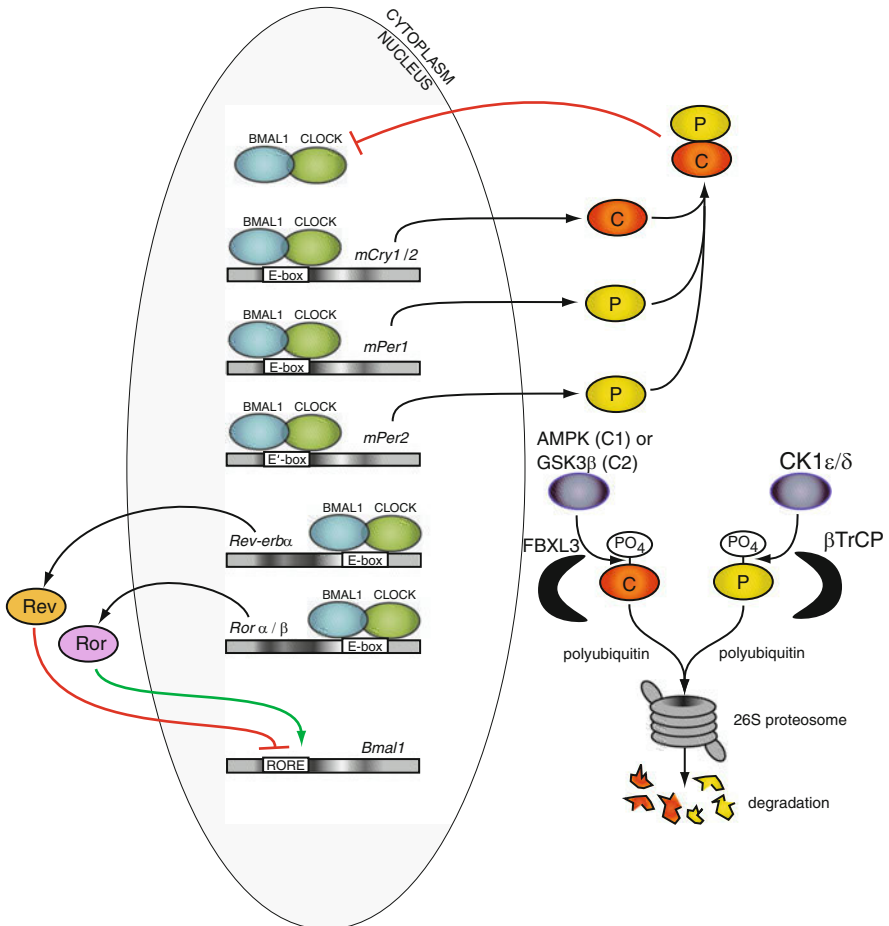 CYTOPLASM
NUCLEUS
BMAL1 CLOCK
P
C
BMAL1 CLOCK
mCry1/2
E-box
C
BMAL1 CLOCK
mPer1
E-box
P
BMAL1 CLOCK
mPer2
E'-box
P
AMPK (C1) or
GSK3β (C2)
CK1ε/δ
BMAL1 CLOCK
Rev-erbα
E-box
Rev
BMAL1 CLOCK
Ror α / β
E-box
Ror
Bmal1
RORE
FBXL3
PO4
C
PO4
P
βTrCP
polyubiquitin
polyubiquitin
26S proteosome
degradation